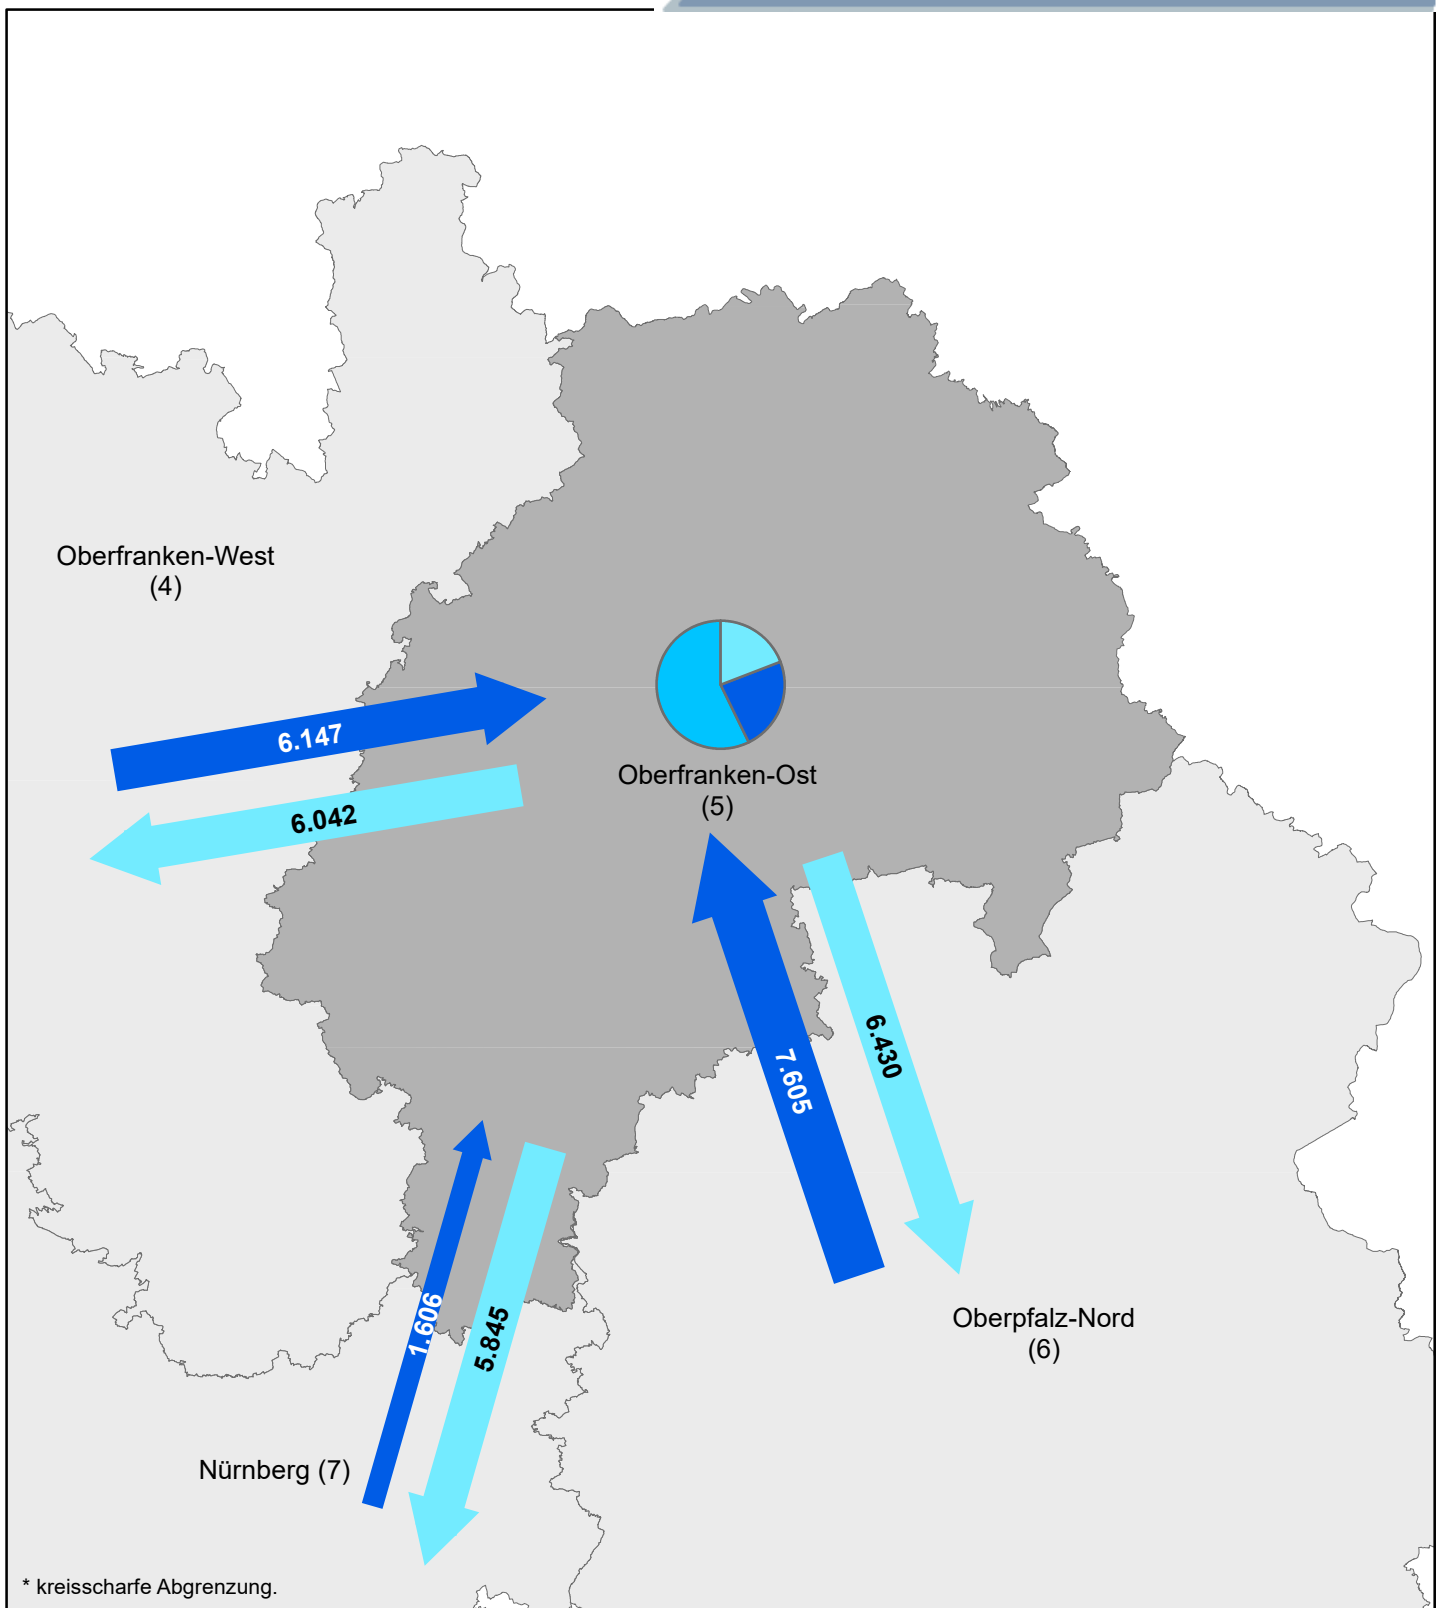 Oberfranken-West
(4)
6.147
6.042
Oberfranken-Ost
(5)
7.605
6.430
1.606
5.845
Oberpfalz-Nord
(6)
Nürnberg (7)
* kreisscharfe Abgrenzung.